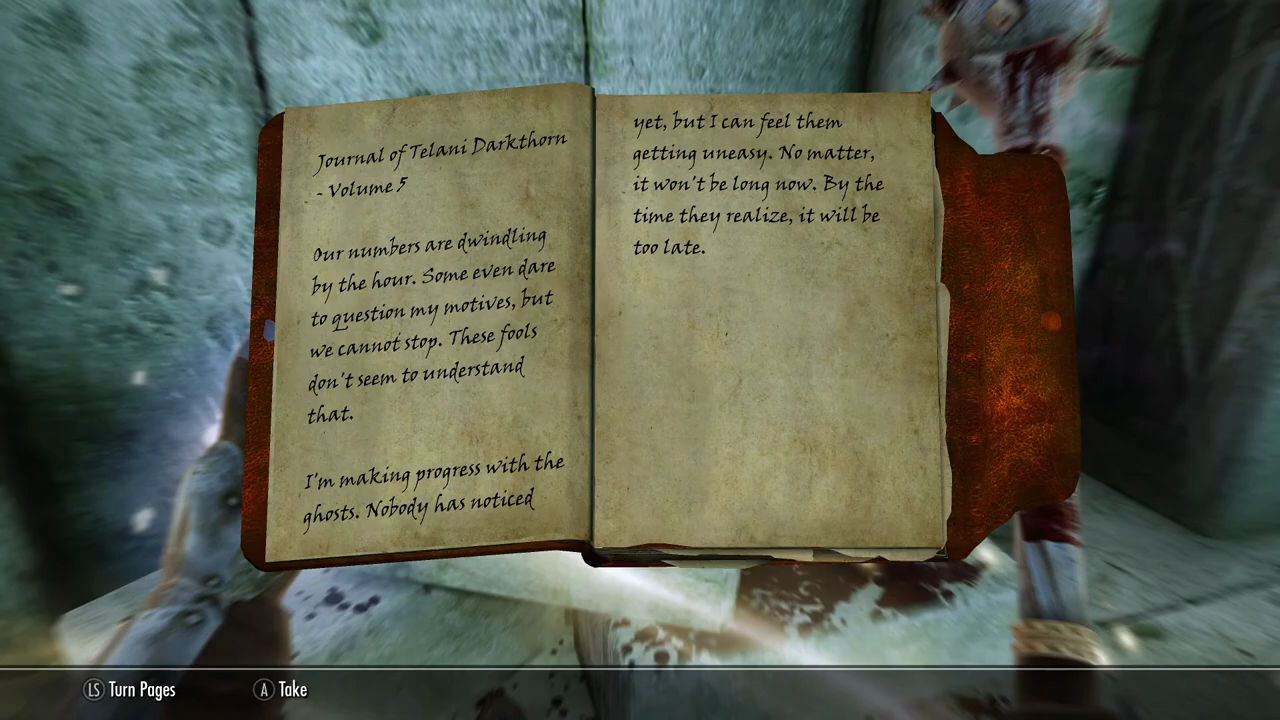 Journal of Telani Darkthorn
- Volume 5
Our numbers are dwindling
by the hour. Some even dare
to question my motives, but
we cannot stop. These fools
don't seem to understand
that.
I'm making progress with the
ghosts. Nobody has noticed
yet, but I can feel them
getting uneasy. No matter,
it won't be long now. By the
time they realize, it will be
too late.
LS Turn Pages
A Take